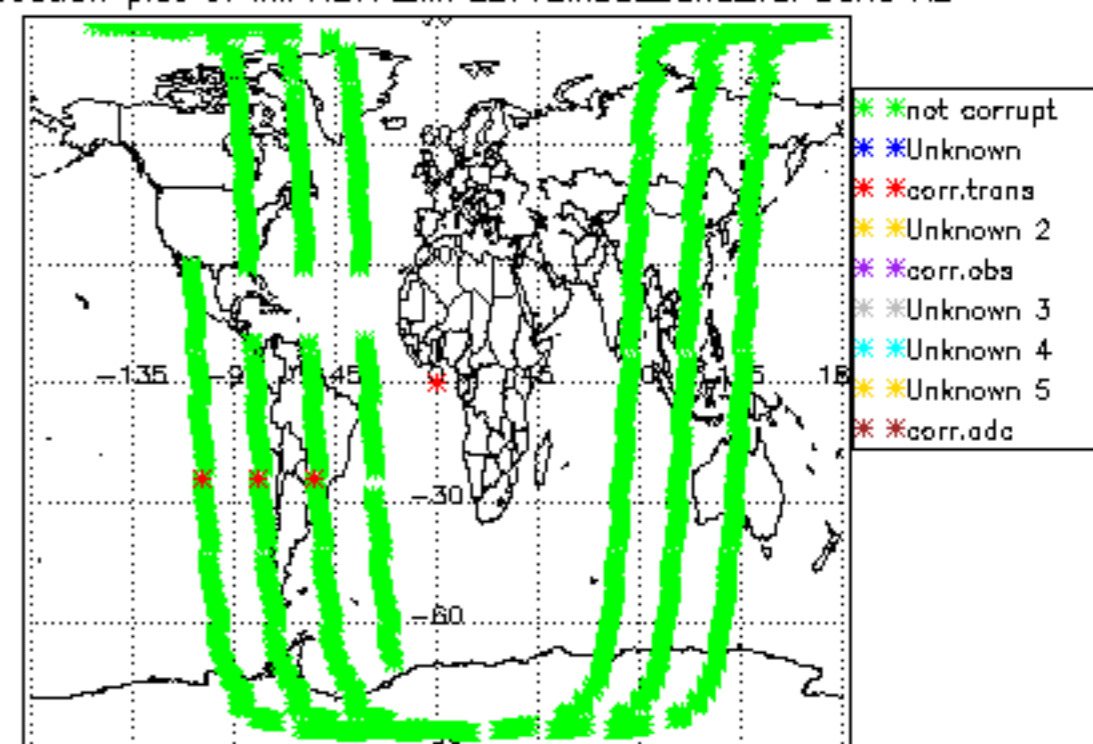 not corrupt
Unknown
corr.trans
Unknown 2
corr.obs
Unknown 3
Unknown 4
Unknown 5
corr.adc
60
-135
-30
-60